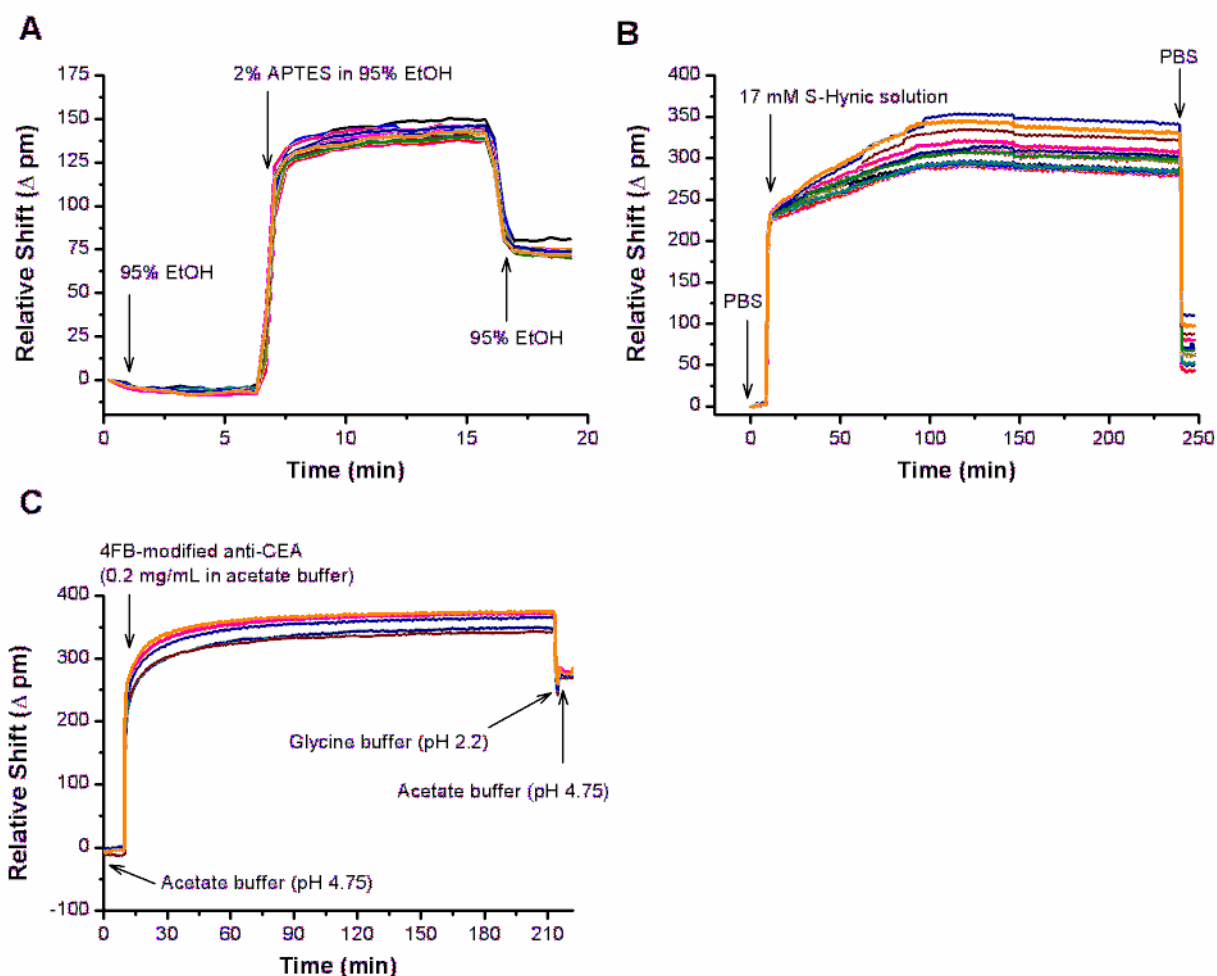 A
2% APTES in 95% EtOH
95% EtOH
95% EtOH
Relative Shift (Δ pm)
175
150
125
100
75
50
25
0
0 5 10 15 20
Time (min)
B
PBS
17 mM S-Hynic solution
PBS
Relative Shift (Δ pm)
400
350
300
250
200
150
100
50
0
0 50 100 150 200 250
Time (min)
C
4FB-modified anti-CEA
(0.2 mg/mL in acetate buffer)
Glycine buffer (pH 2.2)
Acetate buffer (pH 4.75)
Acetate buffer (pH 4.75)
Relative Shift (Δ pm)
400
300
200
100
0
-100
0 30 60 90 120 150 180 210
Time (min)